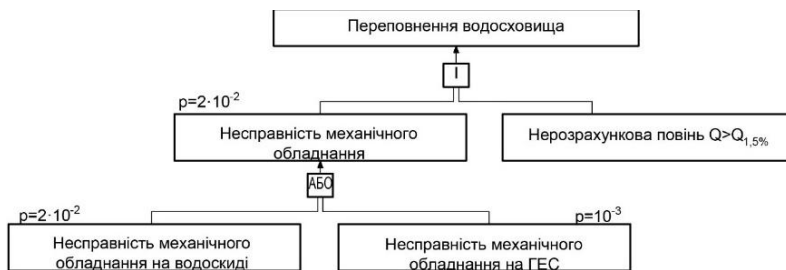 Переповнення водосховища
І
p=2·10⁻²
Несправність механічного
обладнання
Нерозрахункова повінь Q>Q₁,₅%
АБО
p=2·10⁻²
p=10⁻³
Несправність механічного
обладнання на водоскиді
Несправність механічного
обладнання на ГЕС